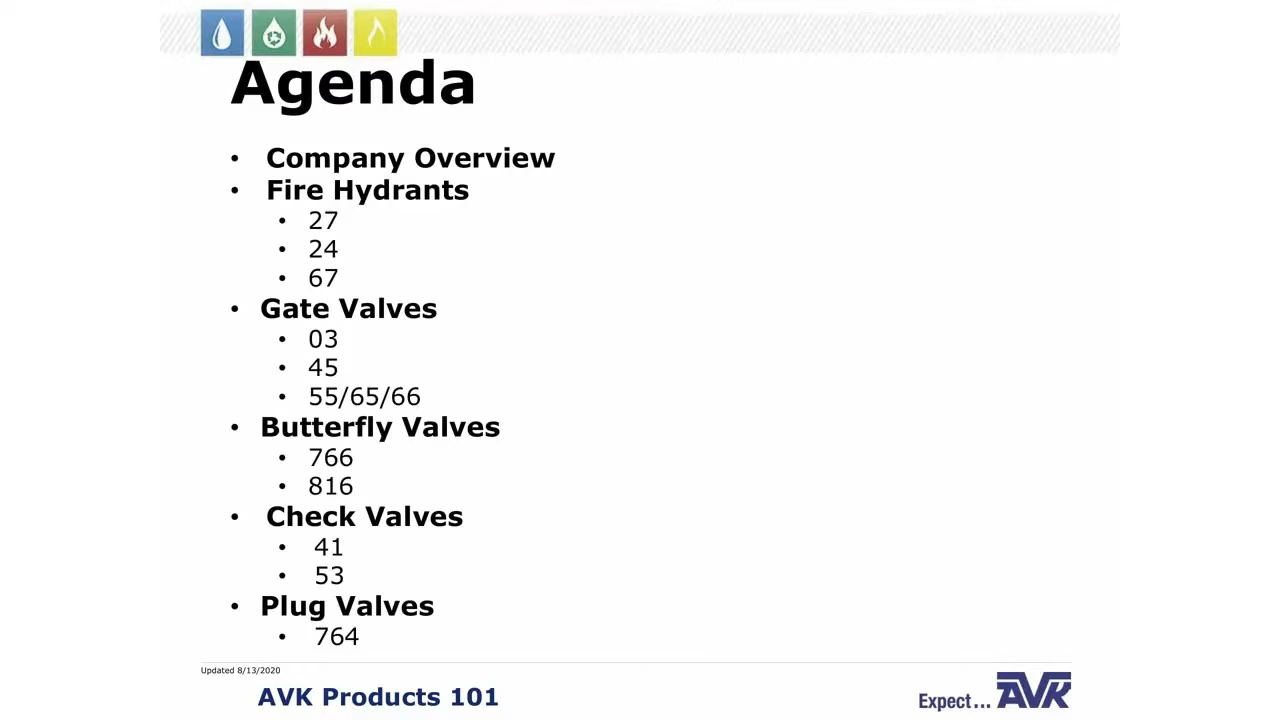 Agenda
• Company Overview
• Fire Hydrants
• 27
• 24
• 67
• Gate Valves
• 03
• 45
• 55/65/66
• Butterfly Valves
• 766
• 816
• Check Valves
• 41
• 53
• Plug Valves
• 764
Updated 8/13/2020
AVK Products 101
Expect... AVK